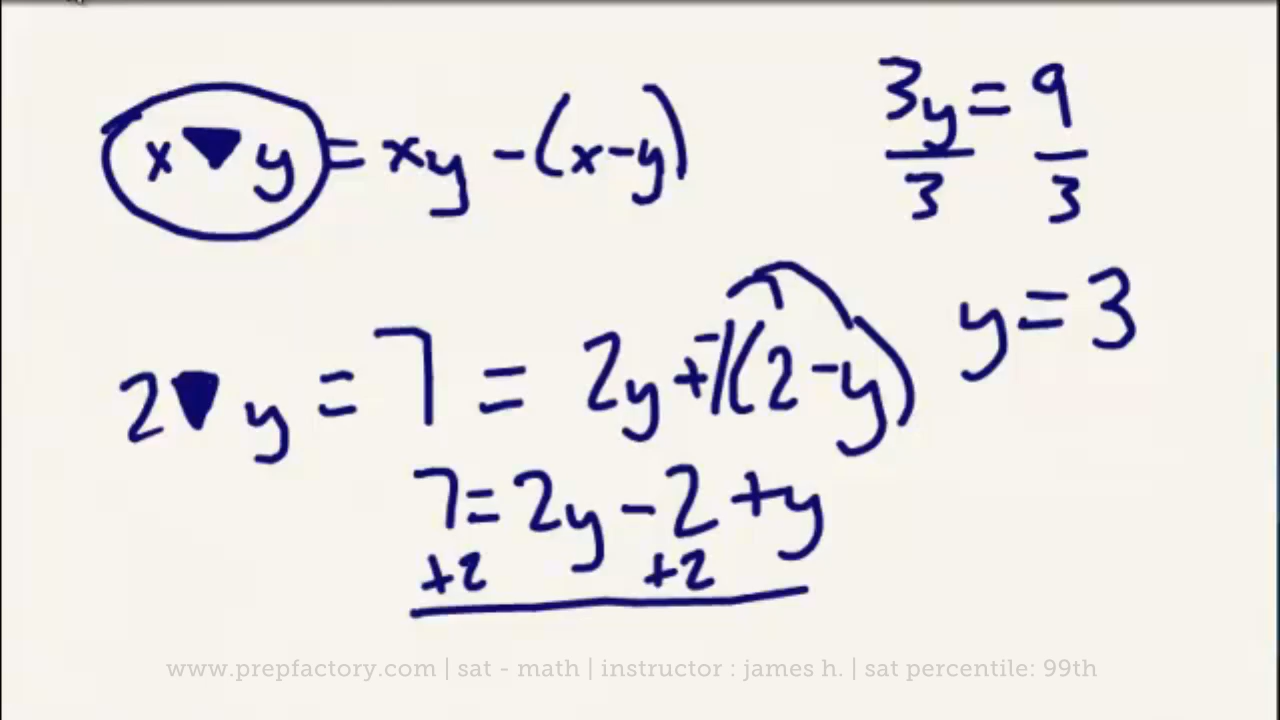 x▼y = xy - (x-y)
2▼y = 7 = 2y + -1(2-y)
7 = 2y - 2 + y
+2 +2
3y = 9
3 3
y = 3
www.prepfactory.com | sat - math | instructor : james h. | sat percentile: 99th